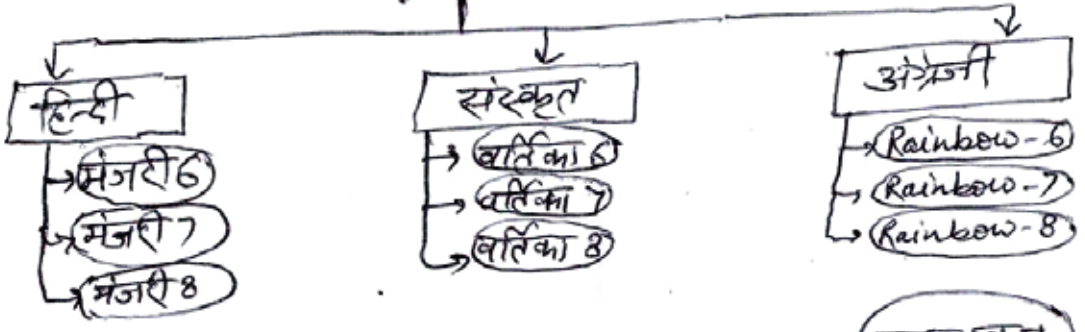 हिन्दी
मंजरी 6
मंजरी 7
मंजरी 8
संस्कृत
वर्तिका 6
वर्तिका 7
वर्तिका 8
अंग्रेजी
Rainbow - 6
Rainbow - 7
Rainbow - 8